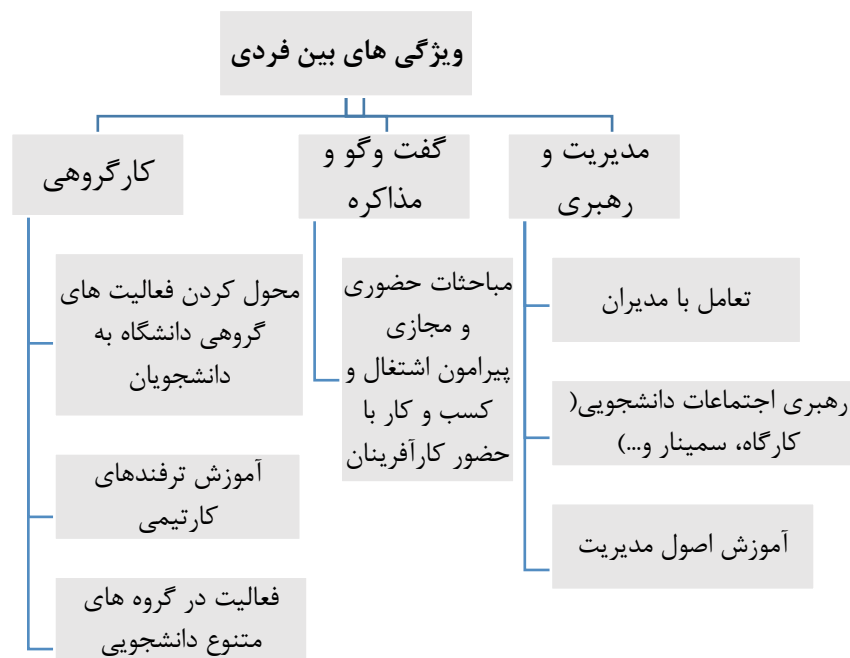 ویژگی های بین فردی
مدیریت و
رهبری
تعامل با مدیران
رهبری اجتماعات دانشجویی(
کارگاه، سمینار و...)
آموزش اصول مدیریت
گفت وگو و
مذاکره
مباحثات حضوری
و مجازی
پیرامون اشتغال و
کسب و کار با
حضور کارآفرینان
کارگروهی
محول کردن فعالیت های
گروهی دانشگاه به
دانشجویان
آموزش ترفندهای
کارتیمی
فعالیت در گروه های
متنوع دانشجویی